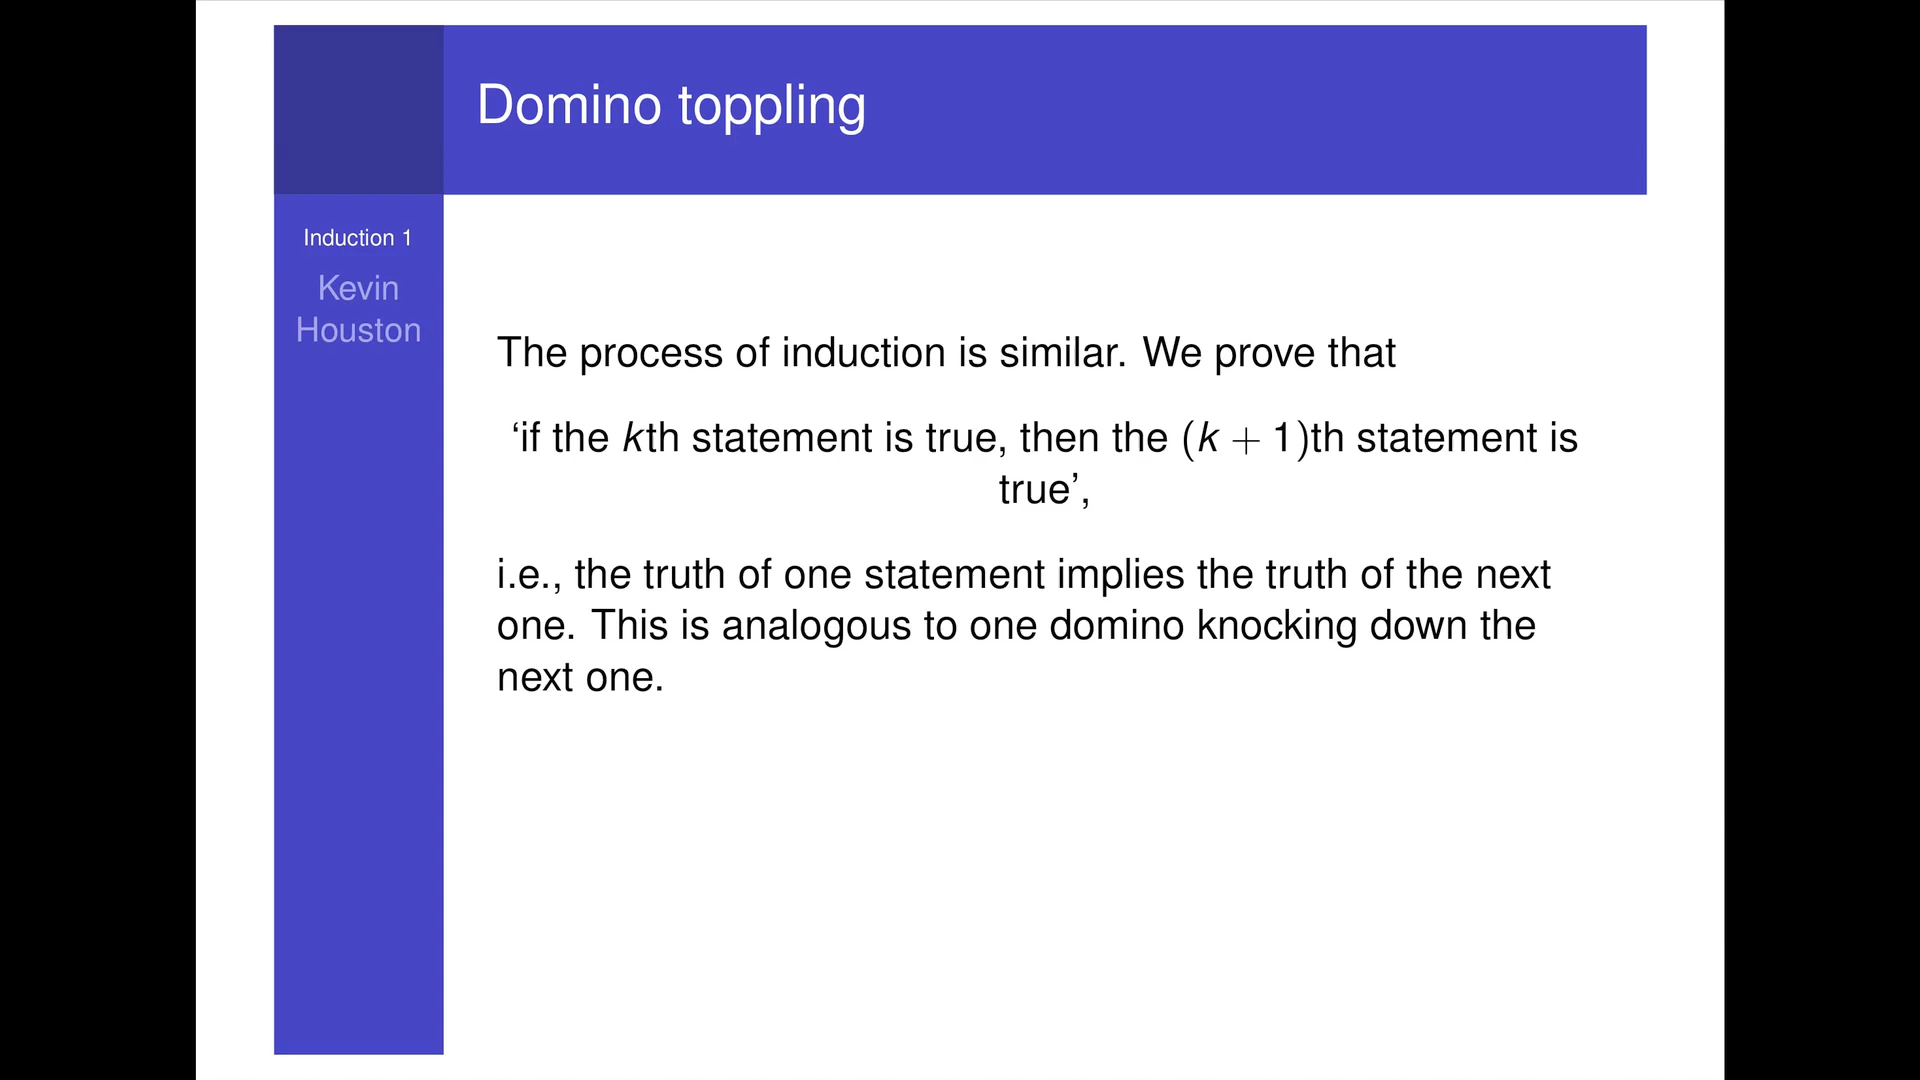 Domino toppling
Induction 1
Kevin
Houston
The process of induction is similar. We prove that
‘if the kth statement is true, then the (k + 1)th statement is
true’,
i.e., the truth of one statement implies the truth of the next
one. This is analogous to one domino knocking down the
next one.